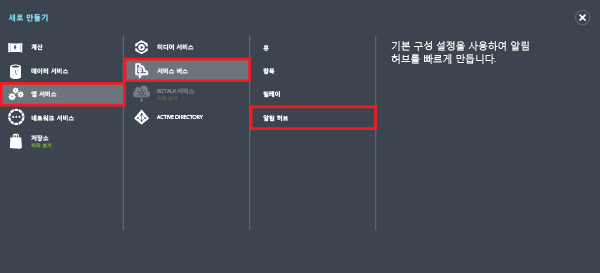 새로 만들기
계산
데이터 서비스
앱 서비스
네트워크 서비스
저장소
미리 보기
미디어 서비스
서비스 버스
BIZTALK 서비스
미리 보기
ACTIVE DIRECTORY
큐
항목
릴레이
알림 허브
기본 구성 설정을 사용하여 알림
허브를 빠르게 만듭니다.